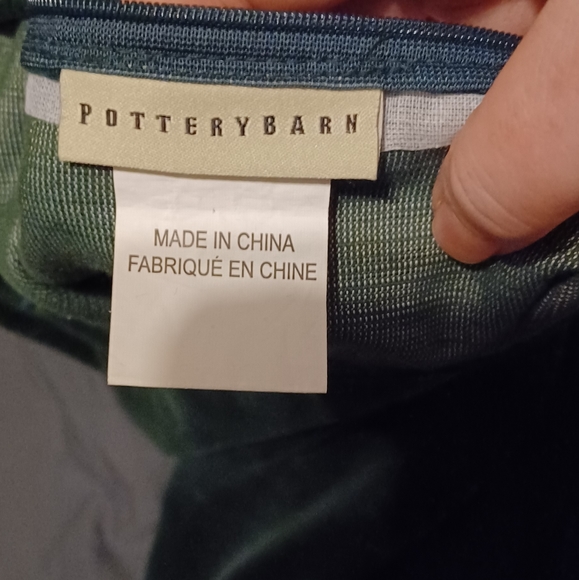 POTTERYBARN
MADE IN CHINA
FABRIQUÉ EN CHINE